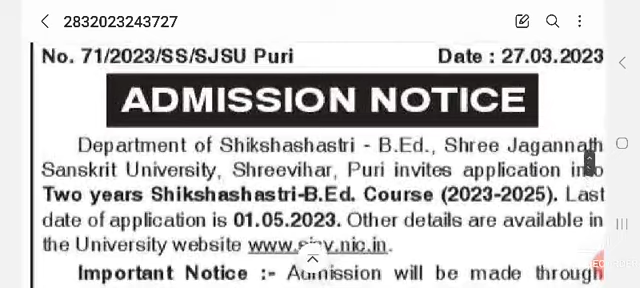 2832023243727
No. 71/2023/SS/SJSU Puri Date : 27.03.2023
ADMISSION NOTICE
Department of Shikshashastri - B.Ed., Shree Jagannath
Sanskrit University, Shreevihar, Puri invites application into
Two years Shikshashastri-B.Ed. Course (2023-2025). Last
date of application is 01.05.2023. Other details are available in
the University website
Important Notice :- Admission will be made through